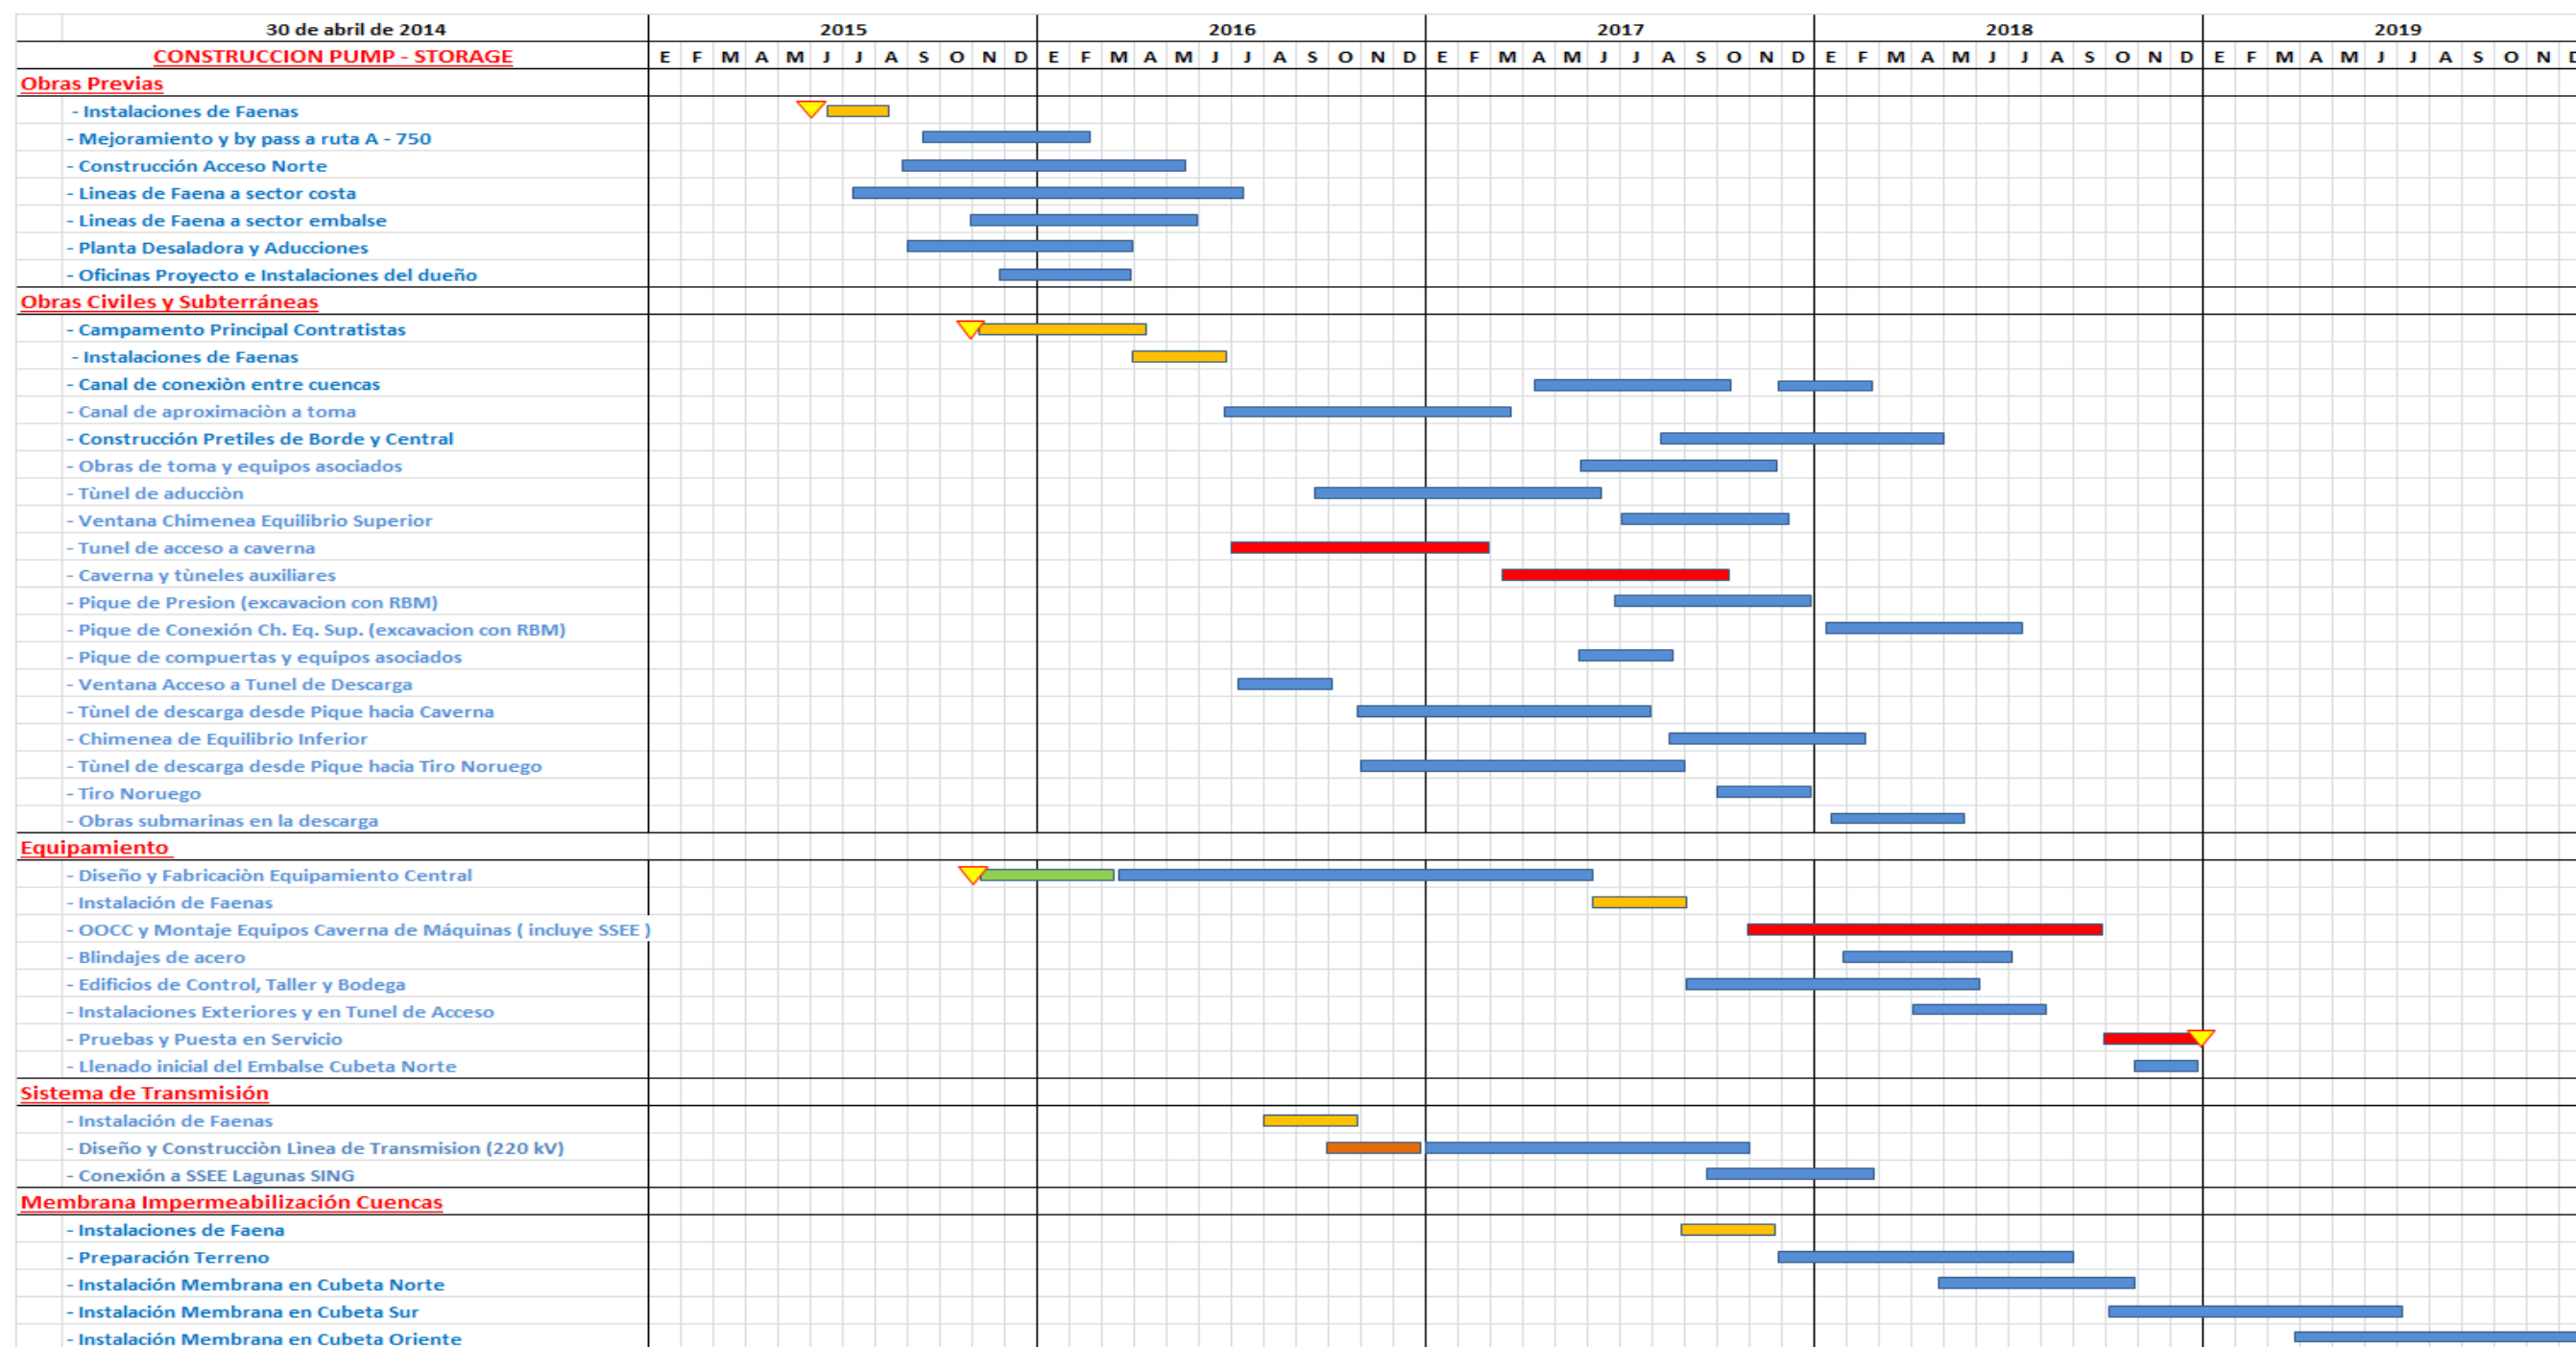 30 de abril de 2014 2015 2016 2017 2018 2019
CONSTRUCCION PUMP - STORAGE E F M A M J J A S O N D E F M A M J J A S O N D E F M A M J J A S O N D E F M A M J J A S O N D E F M A M J J A S O N D
Obras Previas
- Instalaciones de Faenas
- Mejoramiento y by pass a ruta A - 750
- Construcción Acceso Norte
- Lineas de Faena a sector costa
- Lineas de Faena a sector embalse
- Planta Desaladora y Aducciones
- Oficinas Proyecto e Instalaciones del dueño
Obras Civiles y Subterráneas
- Campamento Principal Contratistas
- Instalaciones de Faenas
- Canal de conexiòn entre cuencas
- Canal de aproximaciòn a toma
- Construcción Pretiles de Borde y Central
- Obras de toma y equipos asociados
- Tùnel de aducciòn
- Ventana Chimenea Equilibrio Superior
- Tunel de acceso a caverna
- Caverna y tùneles auxiliares
- Pique de Presion (excavacion con RBM)
- Pique de Conexión Ch. Eq. Sup. (excavacion con RBM)
- Pique de compuertas y equipos asociados
- Ventana Acceso a Tunel de Descarga
- Tùnel de descarga desde Pique hacia Caverna
- Chimenea de Equilibrio Inferior
- Tùnel de descarga desde Pique hacia Tiro Noruego
- Tiro Noruego
- Obras submarinas en la descarga
Equipamiento
- Diseño y Fabricaciòn Equipamiento Central
- Instalación de Faenas
- OOCC y Montaje Equipos Caverna de Máquinas ( incluye SSEE )
- Blindajes de acero
- Edificios de Control, Taller y Bodega
- Instalaciones Exteriores y en Tunel de Acceso
- Pruebas y Puesta en Servicio
- Llenado inicial del Embalse Cubeta Norte
Sistema de Transmisión
- Instalación de Faenas
- Diseño y Construcciòn Lìnea de Transmision (220 kV)
- Conexión a SSEE Lagunas SING
Membrana Impermeabilización Cuencas
- Instalaciones de Faena
- Preparación Terreno
- Instalación Membrana en Cubeta Norte
- Instalación Membrana en Cubeta Sur
- Instalación Membrana en Cubeta Oriente